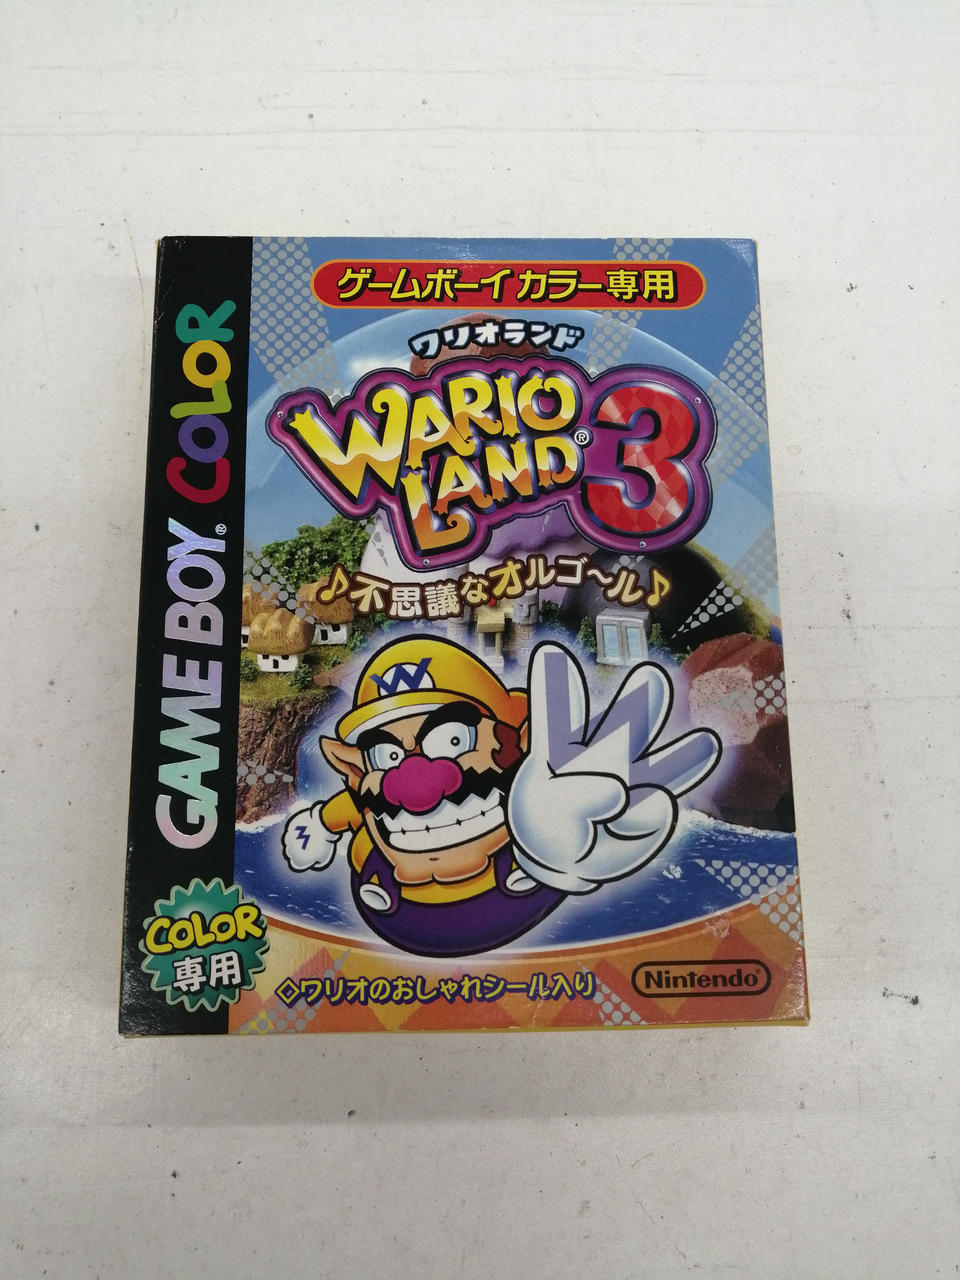 ゲームボーイ カラー専用
ワリオランド
WARIO
LAND® 3
♪不思議なオルゴ〜ル♪
GAME BOY® COLOR
W
COLOR
専用
◇ワリオのおしゃれシール入り
Nintendo®